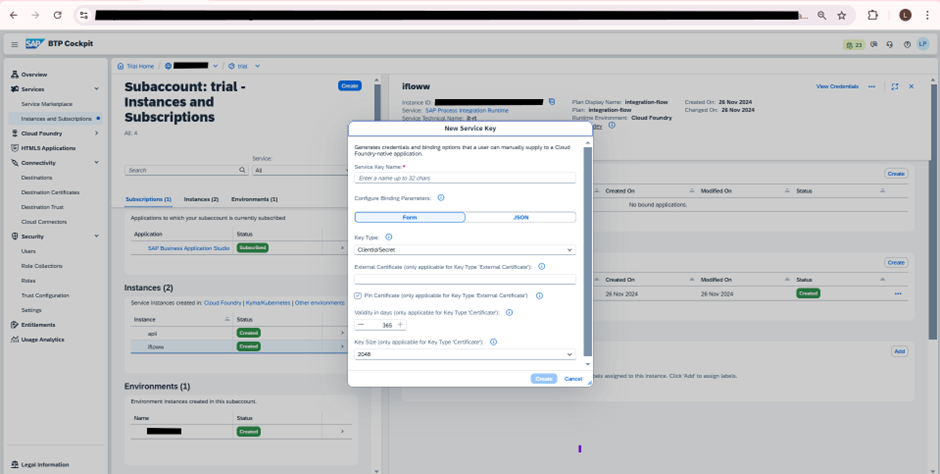 L
SAP BTP Cockpit
23
LP
Overview
Services
Service Marketplace
Instances and Subscriptions
Cloud Foundry
HTML5 Applications
Connectivity
Destinations
Destination Certificates
Destination Trust
Cloud Connectors
Security
Users
Role Collections
Roles
Trust Configuration
Settings
Entitlements
Usage Analytics
Legal Information
Trial Home /
/ trial
Subaccount: trial -
Instances and
Subscriptions
Create
All: 4
Service:
Search
All
Subscriptions (1) Instances (2) Environments (1)
Applications to which your subaccount is currently subscribed
Application Status
SAP Business Application Studio Subscribed
Instances (2)
Service instances created in: Cloud Foundry | Kyma/Kubernetes | Other environments
Instance Status
apii Created
ifloww Created
Environments (1)
Environment instances created in this subaccount.
Name Status
Created
ifloww
View Credentials
Instance ID:
Service: SAP Process Integration Runtime
Service Technical Name: it-rt
Plan Display Name: integration-flow
Plan: integration-flow
Runtime Environment: Cloud Foundry
dev
Created On: 26 Nov 2024
Changed On: 26 Nov 2024
Create
Created On Modified On Status
No bound applications.
Create
Created On Modified On Status
26 Nov 2024 26 Nov 2024 Created
Add
labels assigned to this instance. Click 'Add' to assign labels.
New Service Key
Generates credentials and binding options that a user can manually supply to a Cloud
Foundry-native application.
Service Key Name:*
Enter a name up to 32 chars
Configure Binding Parameters:
Form JSON
Key Type:
ClientId/Secret
External Certificate (only applicable for Key Type 'External Certificate'):
Pin Certificate (only applicable for Key Type 'External Certificate')
Validity in days (only applicable for Key Type 'Certificate'):
365
Key Size (only applicable for Key Type 'Certificate'):
2048
Create Cancel